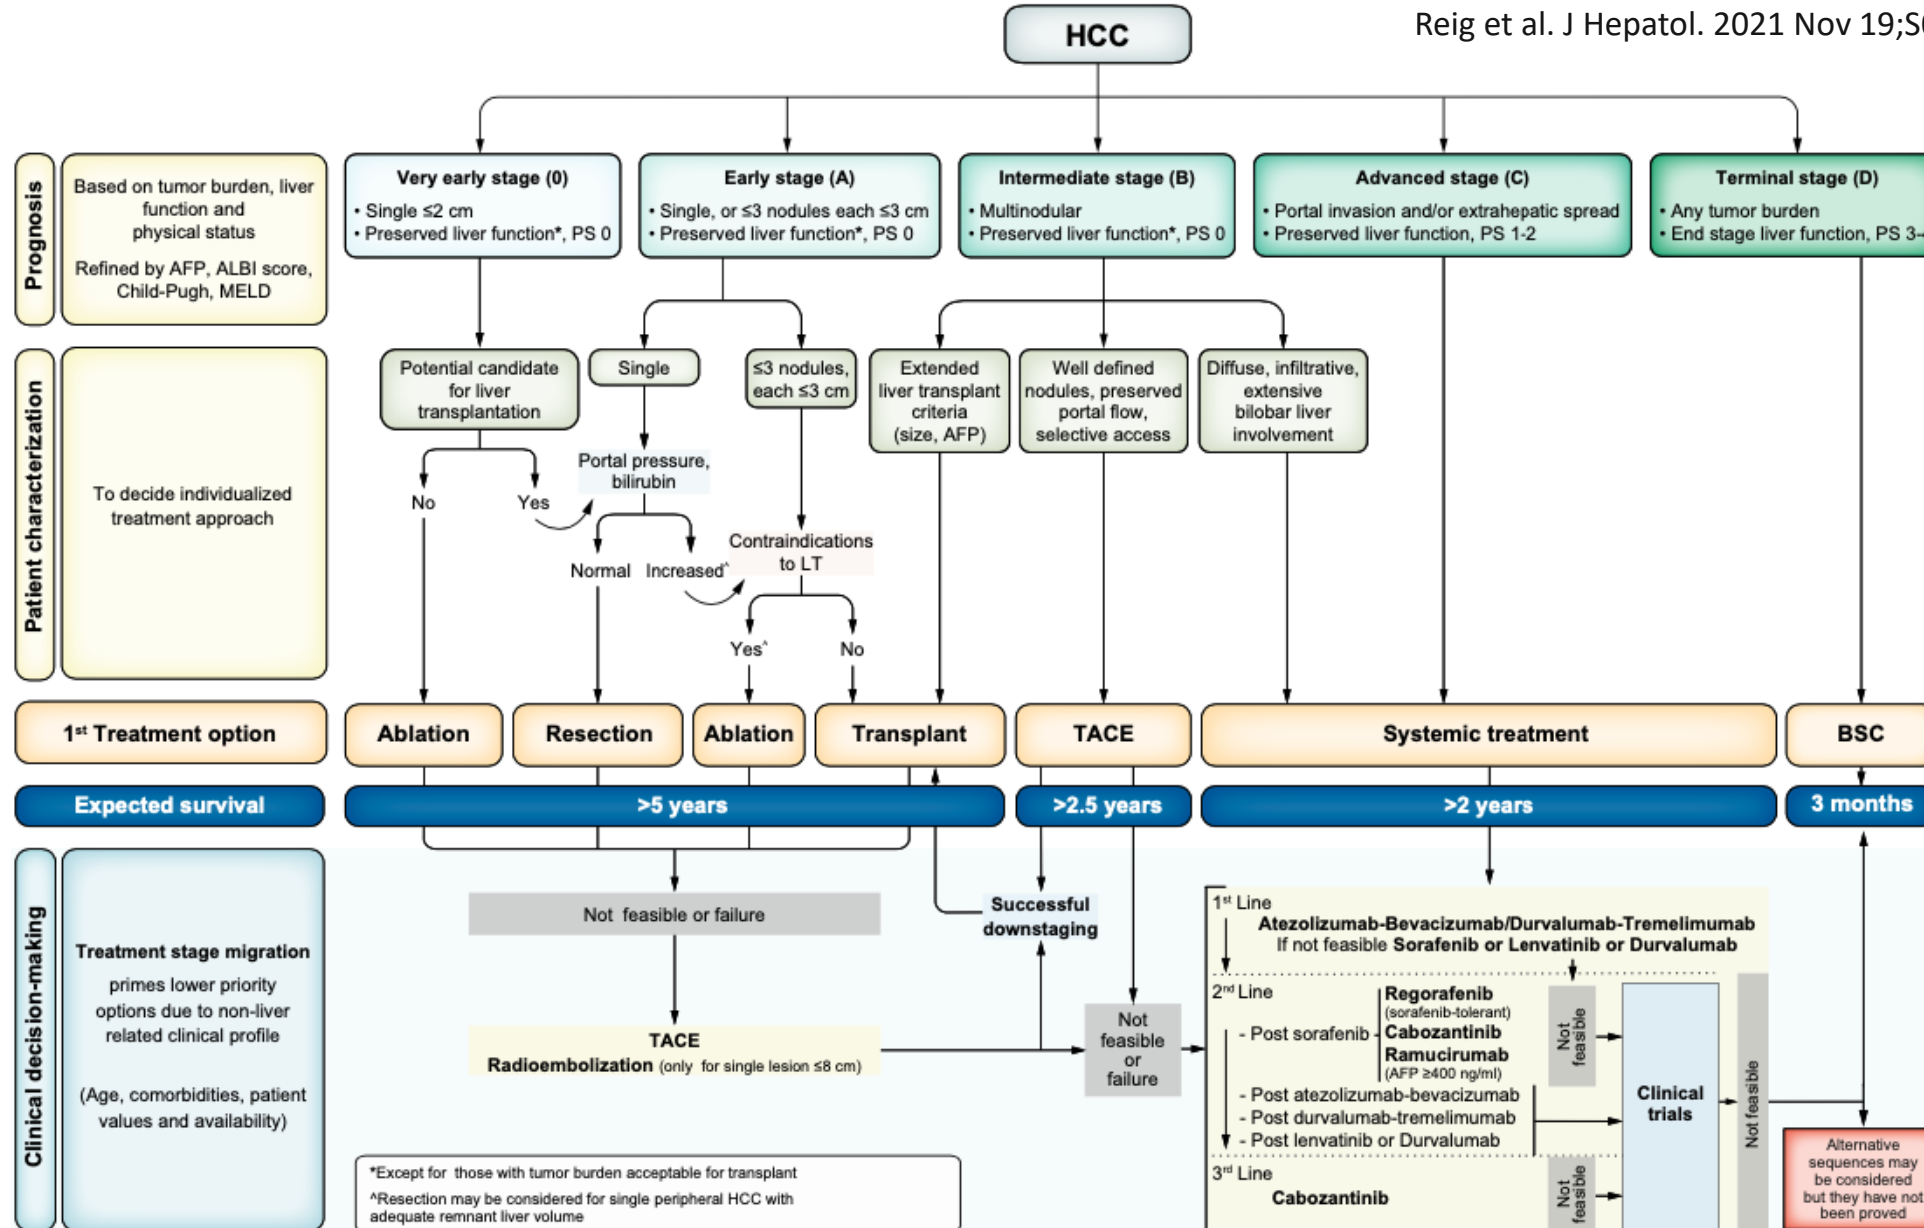 HCC
Reig et al. J Hepatol. 2021 Nov 19;S
Prognosis
Based on tumor burden, liver
function and
physical status
Refined by AFP, ALBI score,
Child-Pugh, MELD
Very early stage (0)
• Single ≤2 cm
• Preserved liver function*, PS 0
Early stage (A)
• Single, or ≤3 nodules each ≤3 cm
• Preserved liver function*, PS 0
Intermediate stage (B)
• Multinodular
• Preserved liver function*, PS 0
Advanced stage (C)
• Portal invasion and/or extrahepatic spread
• Preserved liver function, PS 1-2
Terminal stage (D)
• Any tumor burden
• End stage liver function, PS 3-
Patient characterization
To decide individualized
treatment approach
Potential candidate
for liver
transplantation
No
Yes
Single
Portal pressure,
bilirubin
Normal
Increased^
≤3 nodules,
each ≤3 cm
Contraindications
to LT
Yes^
No
Extended
liver transplant
criteria
(size, AFP)
Well defined
nodules, preserved
portal flow,
selective access
Diffuse, infiltrative,
extensive
bilobar liver
involvement
1st Treatment option
Ablation
Resection
Ablation
Transplant
TACE
Systemic treatment
BSC
Expected survival
>5 years
>2.5 years
>2 years
3 months
Clinical decision-making
Treatment stage migration
primes lower priority
options due to non-liver
related clinical profile
(Age, comorbidities, patient
values and availability)
Not feasible or failure
TACE
Radioembolization (only for single lesion ≤8 cm)
Successful
downstaging
Not
feasible
or
failure
1st Line
Atezolizumab-Bevacizumab/Durvalumab-Tremelimumab
If not feasible Sorafenib or Lenvatinib or Durvalumab
2nd Line
- Post sorafenib
Regorafenib
(sorafenib-tolerant)
Cabozantinib
Ramucirumab
(AFP ≥400 ng/ml)
- Post atezolizumab-bevacizumab
- Post durvalumab-tremelimumab
- Post lenvatinib or Durvalumab
3rd Line
Cabozantinib
Not
feasible
Not
feasible
Clinical
trials
Not feasible
Alternative
sequences may
be considered
but they have not
been proved
*Except for those with tumor burden acceptable for transplant
^Resection may be considered for single peripheral HCC with
adequate remnant liver volume